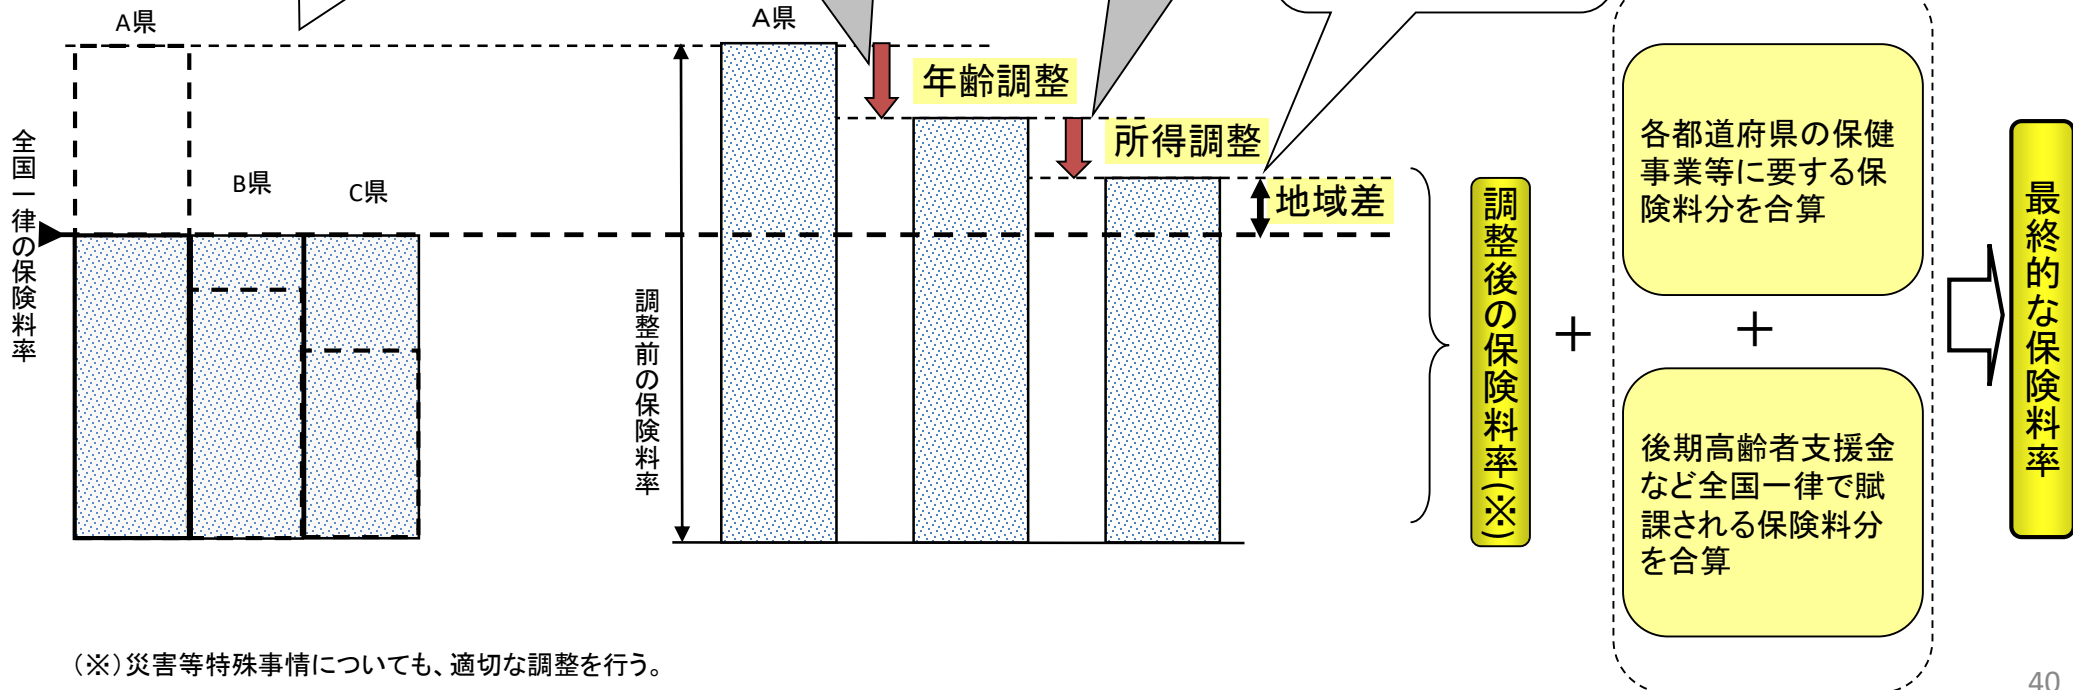 A県
全国一律の保険料率
B県
C県
A県
調整前の保険料率
年齢調整
所得調整
地域差
調整後の保険料率(※)
＋
各都道府県の保健
事業等に要する保
険料分を合算
＋
後期高齢者支援金
など全国一律で賦
課される保険料分
を合算
最終的な保険料率
(※)災害等特殊事情についても、適切な調整を行う。
40